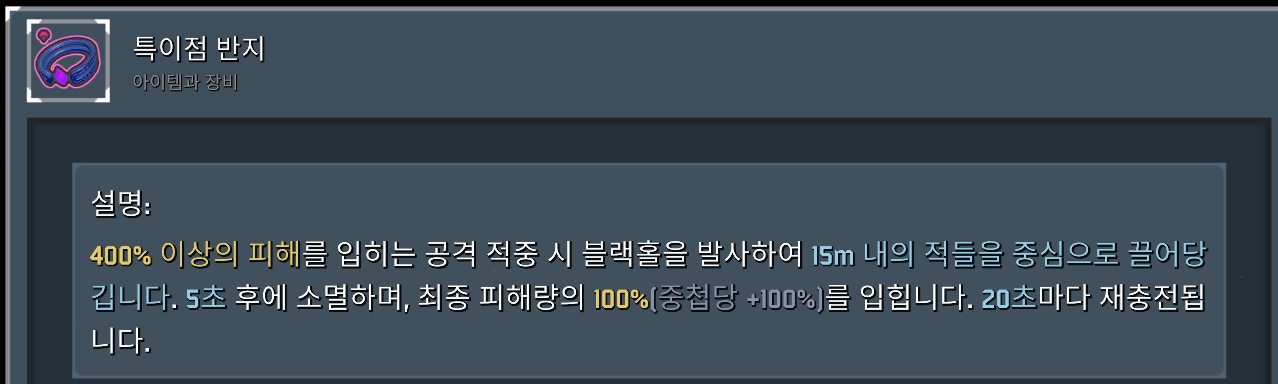 특이점 반지
아이템과 장비
설명:
400% 이상의 피해를 입히는 공격 적중 시 블랙홀을 발사하여 15m 내의 적들을 중심으로 끌어당
깁니다. 5초 후에 소멸하며, 최종 피해량의 100%(중첩당 +100%)를 입힙니다. 20초마다 재충전됩
니다.